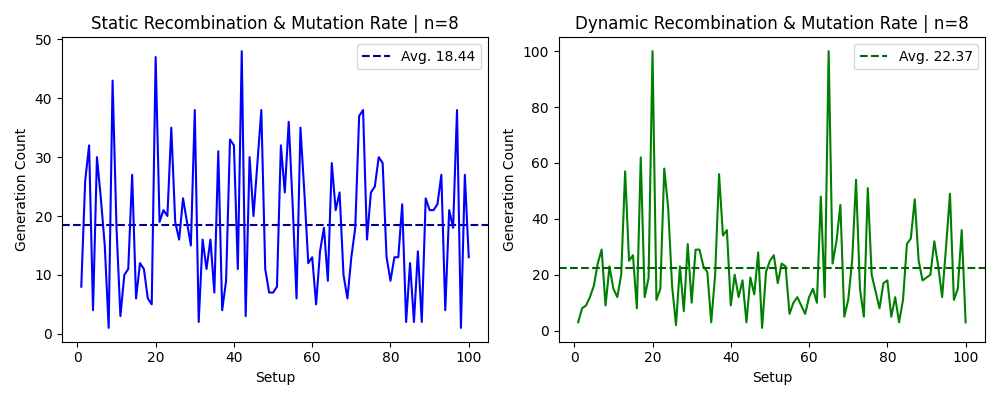 Static Recombination & Mutation Rate | n=8
Avg. 18.44
50
40
30
20
10
0
Generation Count
0 20 40 60 80 100
Setup
Dynamic Recombination & Mutation Rate | n=8
Avg. 22.37
100
80
60
40
20
0
Generation Count
0 20 40 60 80 100
Setup